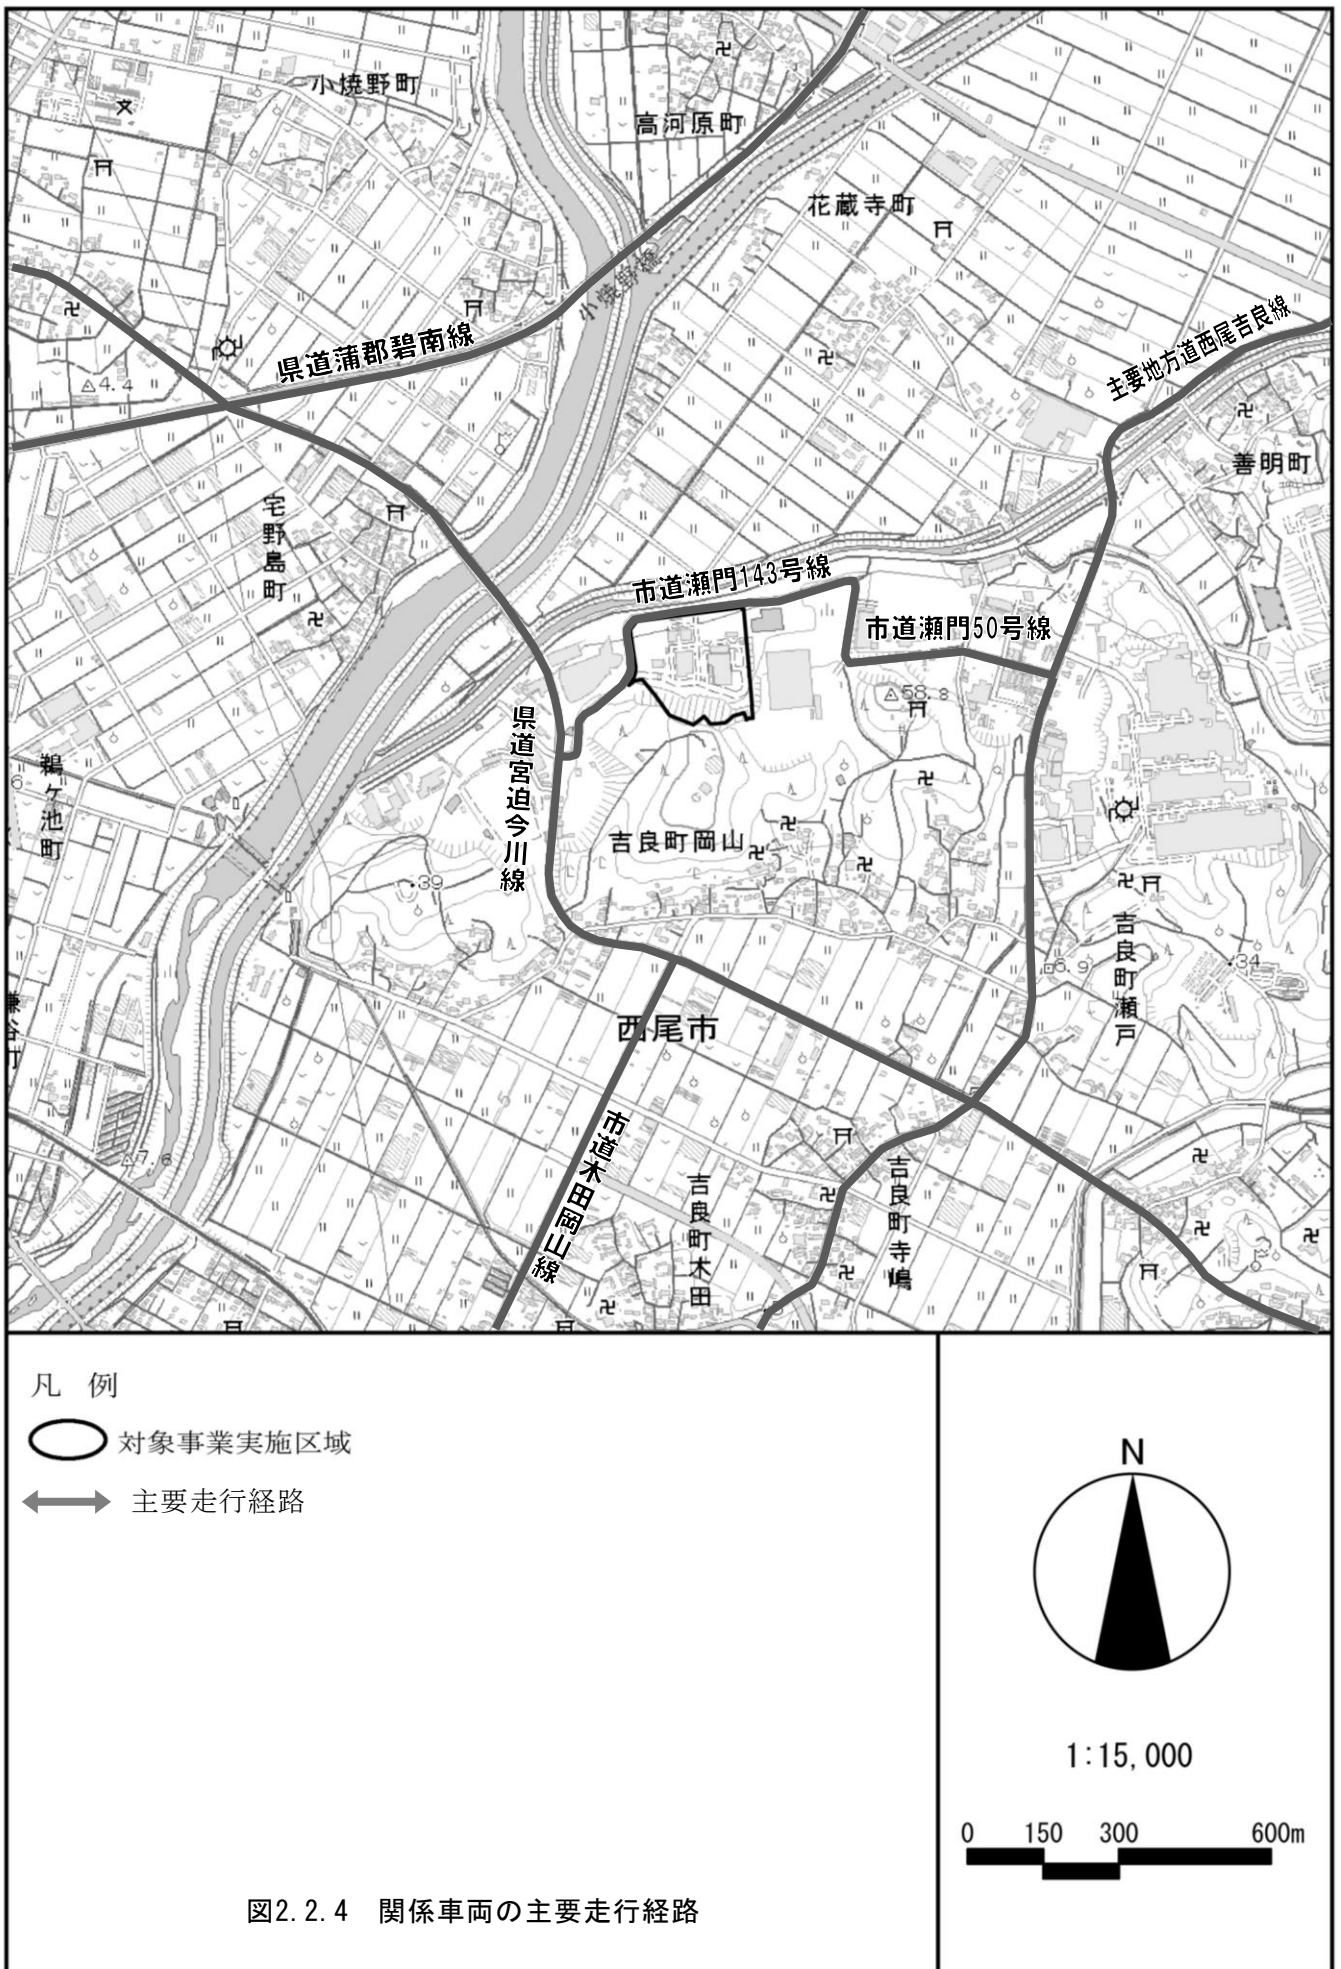 小焼野町
高河原町
花蔵寺町
小焼野橋
県道蒲郡碧南線
主要地方道西尾吉良線
4.4
善明町
宅野島町
市道瀬門143号線
市道瀬門50号線
58.8
県道宮迫今川線
鵜ヶ池町
吉良町岡山
39
吉良町瀬戸
6.9
34
西尾市
市道木田岡山線
7.6
吉良町木田
吉良町寺嶋
凡 例
対象事業実施区域
主要走行経路
N
1:15,000
0 150 300 600m
図2.2.4 関係車両の主要走行経路